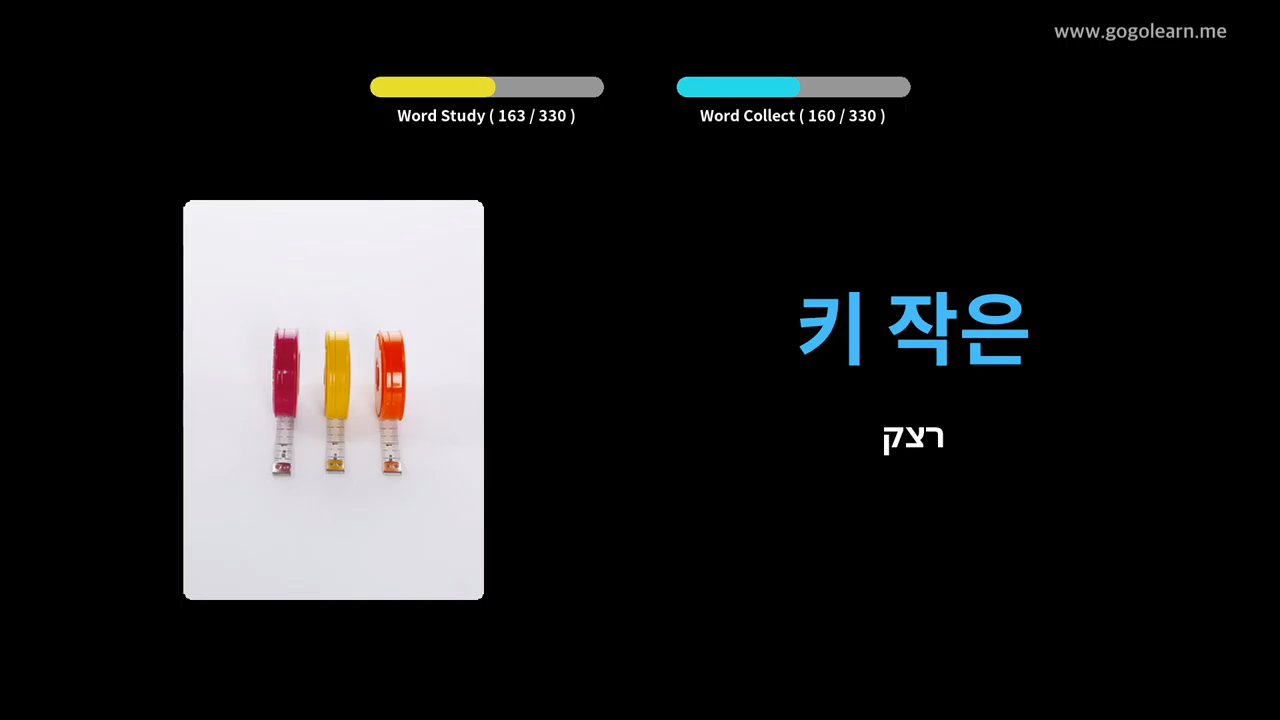 www.gogolearn.me
Word Study ( 163 / 330 )
Word Collect ( 160 / 330 )
키 작은
רצק